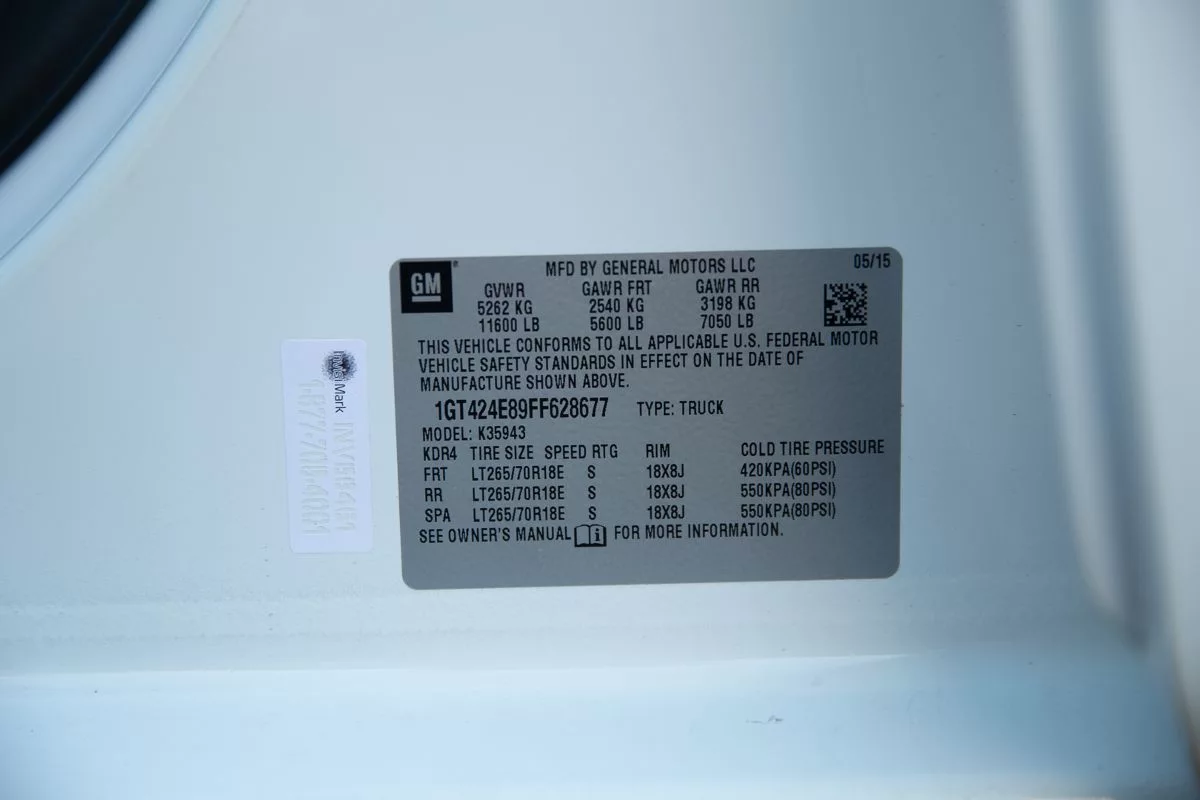 GM
MFD BY GENERAL MOTORS LLC 05/15
GVWR GAWR FRT GAWR RR
5262 KG 2540 KG 3198 KG
11600 LB 5600 LB 7050 LB
THIS VEHICLE CONFORMS TO ALL APPLICABLE U.S. FEDERAL MOTOR
VEHICLE SAFETY STANDARDS IN EFFECT ON THE DATE OF
MANUFACTURE SHOWN ABOVE.
1GT424E89FF628677 TYPE: TRUCK
MODEL: K35943
KDR4 TIRE SIZE SPEED RTG RIM COLD TIRE PRESSURE
FRT LT265/70R18E S 18X8J 420KPA(60PSI)
RR LT265/70R18E S 18X8J 550KPA(80PSI)
SPA LT265/70R18E S 18X8J 550KPA(80PSI)
SEE OWNER'S MANUAL i FOR MORE INFORMATION.
InvisiMark